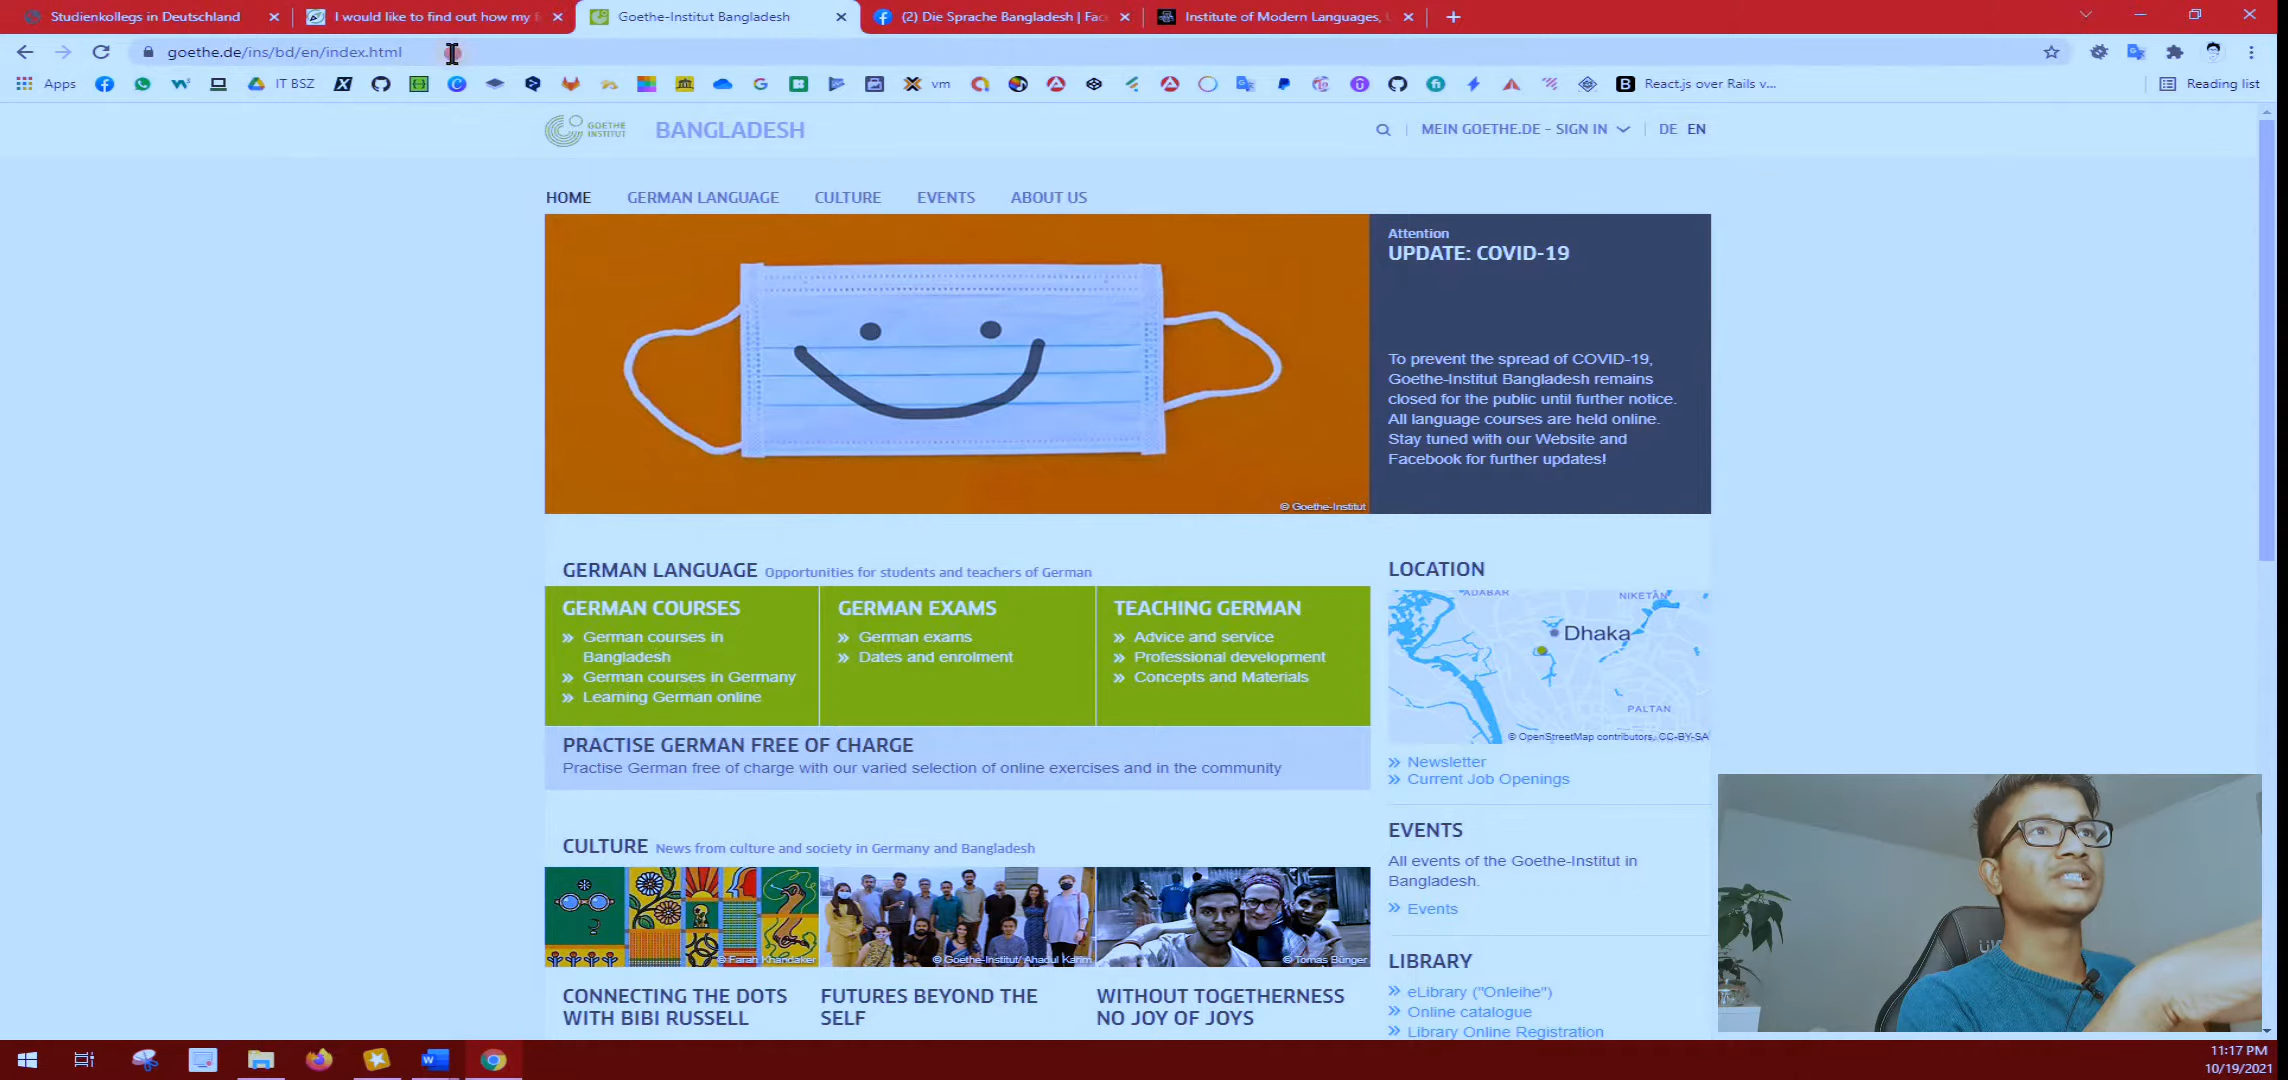 Studienkollegs in Deutschland
I would like to find out how my f
Goethe-Institut Bangladesh
(2) Die Sprache Bangladesh | Fac
Institute of Modern Languages,
goethe.de/ins/bd/en/index.html
Apps
IT BSZ
vm
React.js over Rails v...
Reading list
GOETHE
INSTITUT
BANGLADESH
MEIN GOETHE.DE - SIGN IN
DE EN
HOME GERMAN LANGUAGE CULTURE EVENTS ABOUT US
Attention
UPDATE: COVID-19
To prevent the spread of COVID-19,
Goethe-Institut Bangladesh remains
closed for the public until further notice.
All language courses are held online.
Stay tuned with our Website and
Facebook for further updates!
© Goethe-Institut
GERMAN LANGUAGE Opportunities for students and teachers of German
GERMAN COURSES
» German courses in
Bangladesh
» German courses in Germany
» Learning German online
GERMAN EXAMS
» German exams
» Dates and enrolment
TEACHING GERMAN
» Advice and service
» Professional development
» Concepts and Materials
PRACTISE GERMAN FREE OF CHARGE
Practise German free of charge with our varied selection of online exercises and in the community
CULTURE News from culture and society in Germany and Bangladesh
© Farah Khandaker
© Goethe-Institut/ Ahadul Karim
© Tomas Bünger
CONNECTING THE DOTS
WITH BIBI RUSSELL
FUTURES BEYOND THE
SELF
WITHOUT TOGETHERNESS
NO JOY OF JOYS
LOCATION
ADABAR
NIKETAN
Dhaka
PALTAN
© OpenStreetMap contributors, CC-BY-SA
» Newsletter
» Current Job Openings
EVENTS
All events of the Goethe-Institut in
Bangladesh.
» Events
LIBRARY
» eLibrary ("Onleihe")
» Online catalogue
» Library Online Registration
11:17 PM
10/19/2021